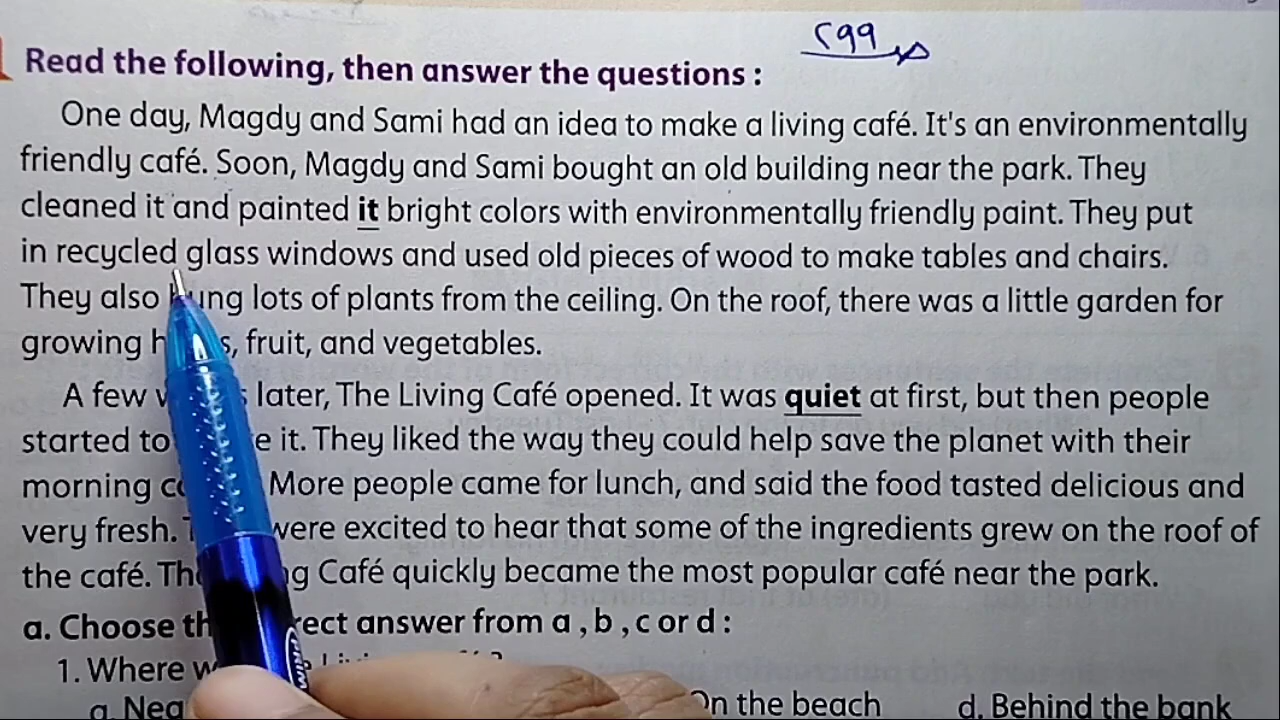 299
Read the following, then answer the questions :
One day, Magdy and Sami had an idea to make a living café. It's an environmentally
friendly café. Soon, Magdy and Sami bought an old building near the park. They
cleaned it and painted it bright colors with environmentally friendly paint. They put
in recycled glass windows and used old pieces of wood to make tables and chairs.
They also lots of plants from the ceiling. On the roof, there was a little garden for
growing fruit, and vegetables.
A few later, The Living Café opened. It was quiet at first, but then people
started to it. They liked the way they could help save the planet with their
morning More people came for lunch, and said the food tasted delicious and
very fresh. were excited to hear that some of the ingredients grew on the roof of
the café. Café quickly became the most popular café near the park.
a. Choose answer from a , b , c or d :
1. Where
a. On the beach d. Behind the bank